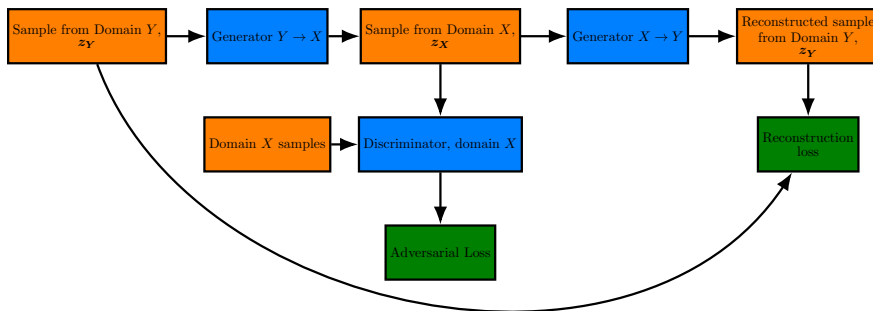 Sample from Domain Y,
z_Y
Generator Y → X
Sample from Domain X,
z_X
Generator X → Y
Reconstructed sample
from Domain Y,
z_Y
Domain X samples
Discriminator, domain X
Reconstruction
loss
Adversarial Loss